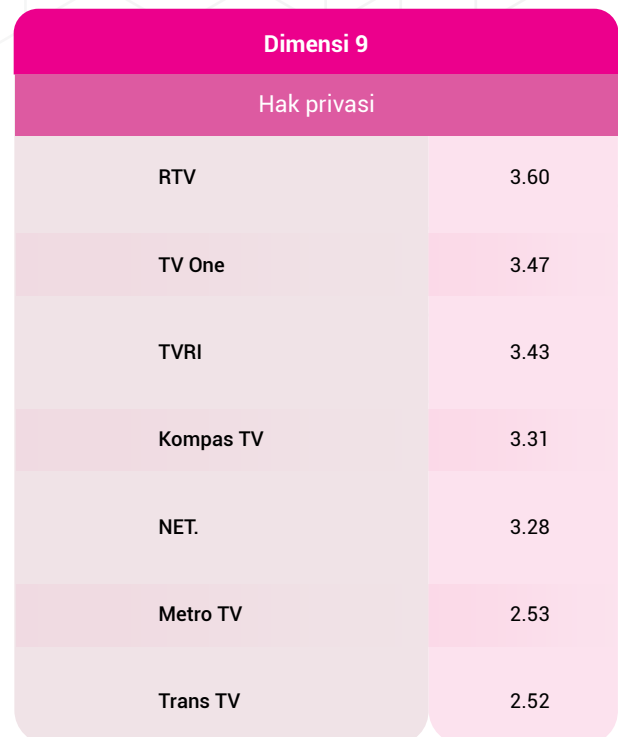 Dimensi 9
Hak privasi
RTV 3.60
TV One 3.47
TVRI 3.43
Kompas TV 3.31
NET. 3.28
Metro TV 2.53
Trans TV 2.52